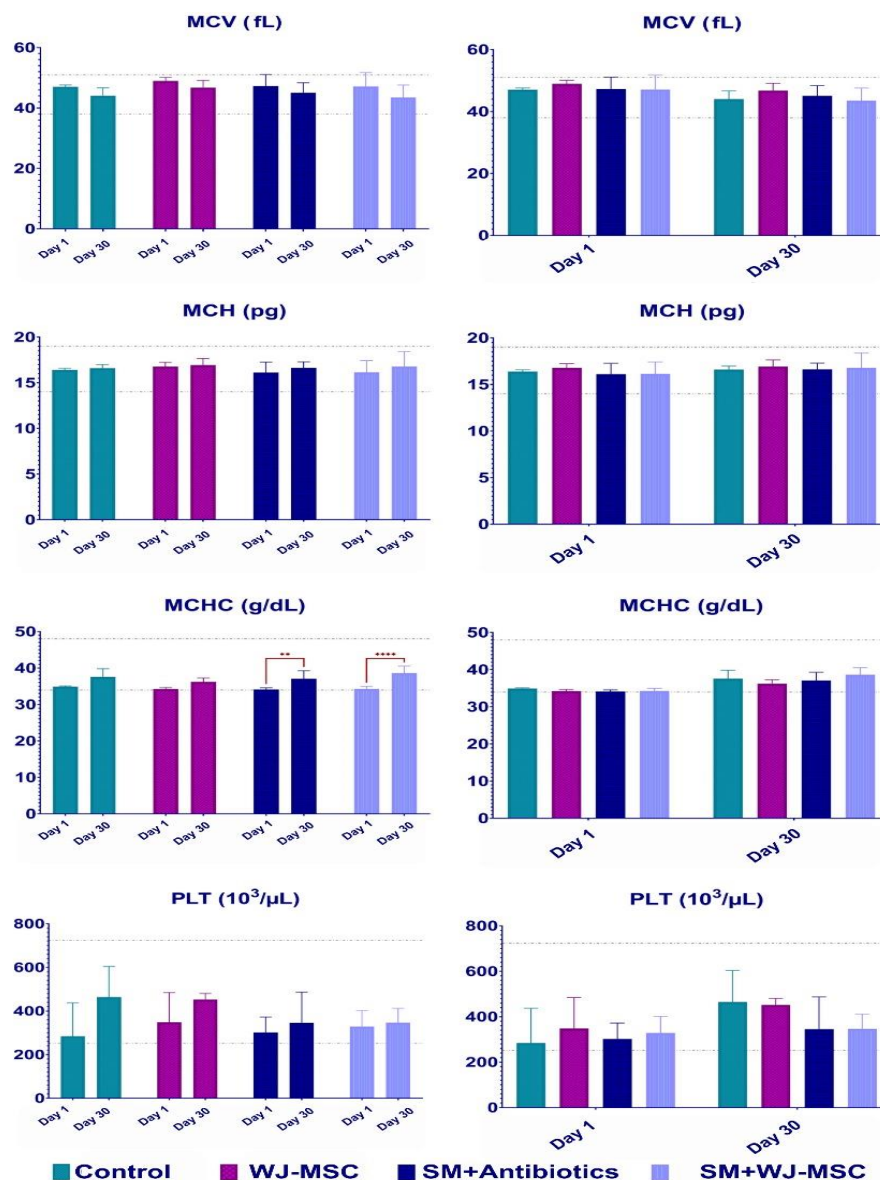 MCV (fL)
60
40
20
0
Day 1 Day 30 Day 1 Day 30 Day 1 Day 30 Day 1 Day 30
MCV (fL)
60
40
20
0
Day 1 Day 30
MCH (pg)
20
15
10
5
0
Day 1 Day 30 Day 1 Day 30 Day 1 Day 30 Day 1 Day 30
MCH (pg)
20
15
10
5
0
Day 1 Day 30
MCHC (g/dL)
50
40
30
20
10
0
** ****
Day 1 Day 30 Day 1 Day 30 Day 1 Day 30 Day 1 Day 30
MCHC (g/dL)
50
40
30
20
10
0
Day 1 Day 30
PLT (10³/µL)
800
600
400
200
0
Day 1 Day 30 Day 1 Day 30 Day 1 Day 30 Day 1 Day 30
PLT (10³/µL)
800
600
400
200
0
Day 1 Day 30
Control WJ-MSC SM+Antibiotics SM+WJ-MSC